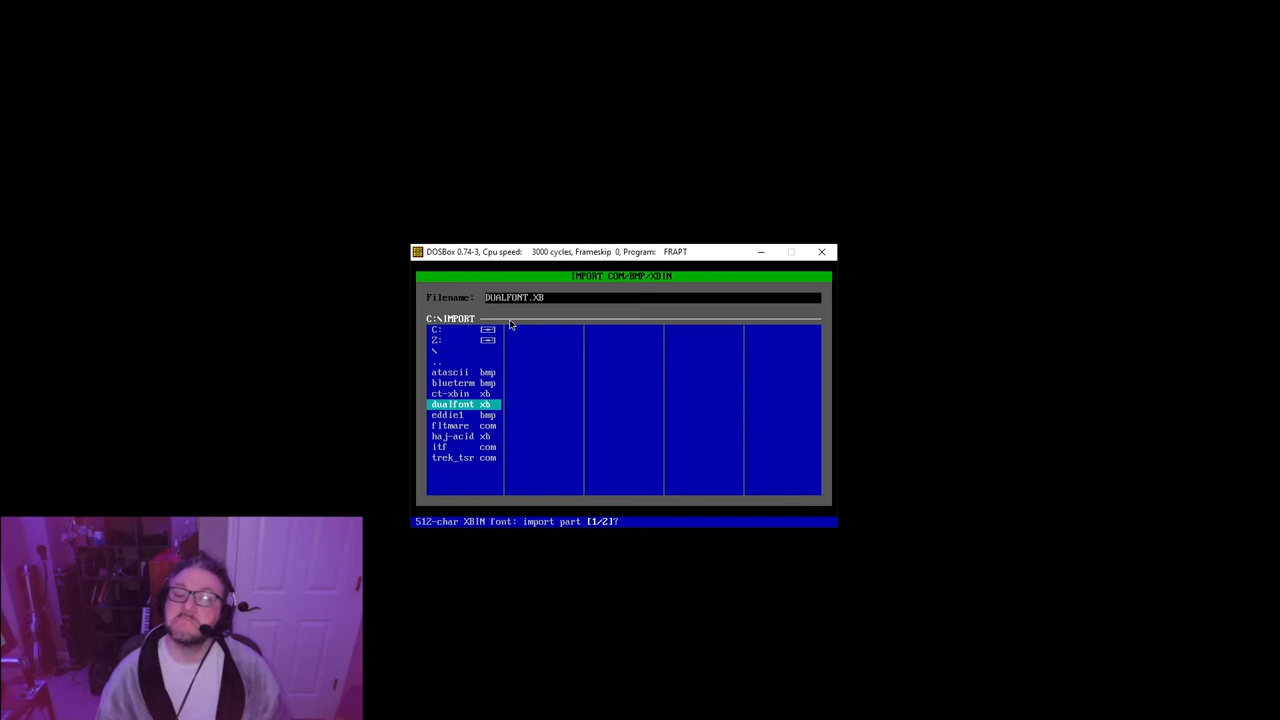 DOSBox 0.74-3, Cpu speed: 3000 cycles, Frameskip 0, Program: FRAPT
IMPORT COM/BMP/XBIN
Filename: DUALFONT.XB
C:\IMPORT
C:
Z:
\
..
atascii bmp
blueterm bmp
ct-xbin xb
dualfont xb
eddie1 bmp
fltmare com
haj-acid xb
itf com
trek_tsr com
512-char XBIN font: import part [1/2]?